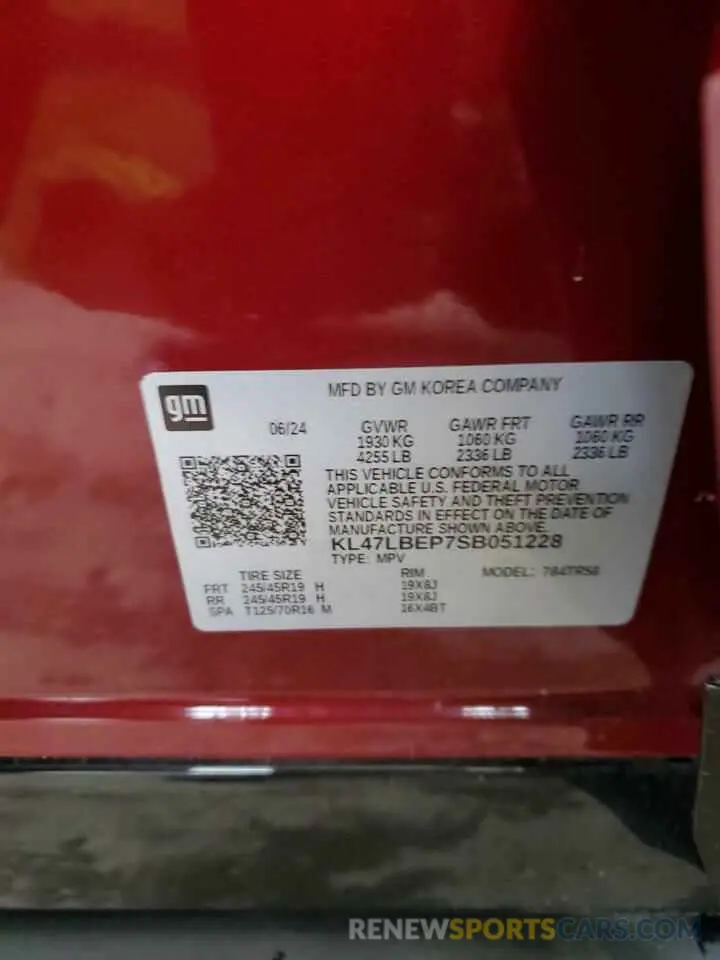 gm
MFD BY GM KOREA COMPANY
06/24 GVWR GAWR FRT GAWR RR
1930 KG 1060 KG 1060 KG
4255 LB 2336 LB 2336 LB
THIS VEHICLE CONFORMS TO ALL
APPLICABLE U.S. FEDERAL MOTOR
VEHICLE SAFETY AND THEFT PREVENTION
STANDARDS IN EFFECT ON THE DATE OF
MANUFACTURE SHOWN ABOVE.
KL47LBEP7SB051228
TYPE: MPV
TIRE SIZE RIM MODEL:
FRT 245/45R19 H 19X8J
RR 245/45R19 H 19X8J
SPA T125/70R16 M 16X4BT
RENEWSPORTSCARS.COM